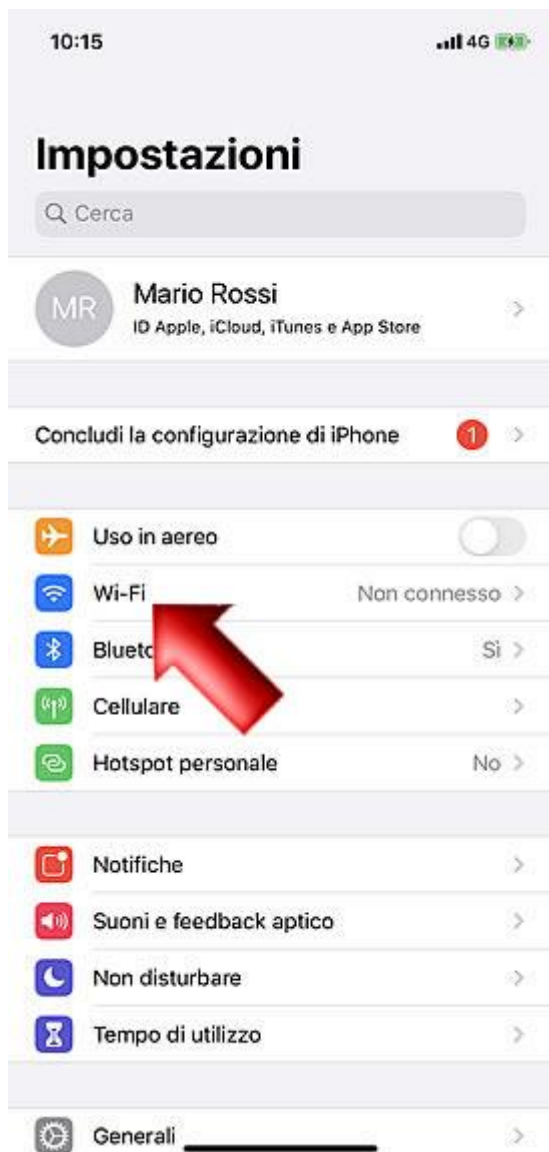 10:15 4G
Impostazioni
Cerca
MR Mario Rossi
ID Apple, iCloud, iTunes e App Store
Concludi la configurazione di iPhone 1
Uso in aereo
Wi-Fi Non connesso
Blueto Sì
Cellulare
Hotspot personale No
Notifiche
Suoni e feedback aptico
Non disturbare
Tempo di utilizzo
Generali